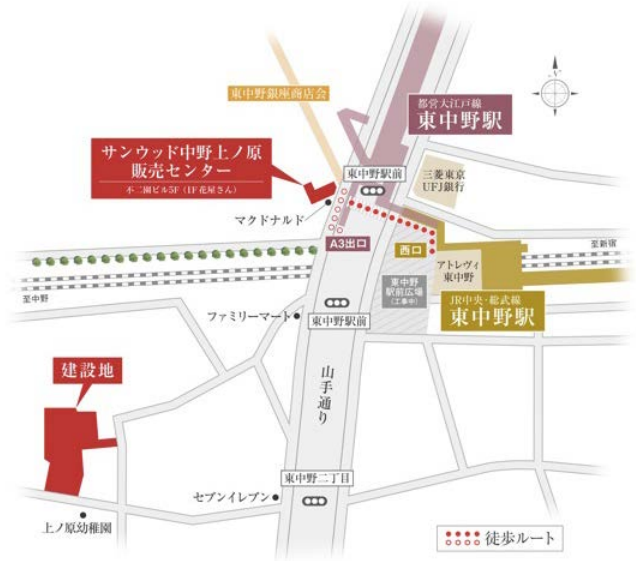 東中野銀座商店会
都営大江戸線
東中野駅
N
サンウッド中野上ノ原
販売センター
不二園ビル5F（1F花屋さん）
東中野駅前
三菱東京
UFJ銀行
マクドナルド
A3出口
西口
至新宿
アトレヴィ
東中野
至中野
東中野
駅前広場
（工事中）
JR中央・総武線
東中野駅
ファミリーマート
東中野駅前
建設地
山手通り
東中野二丁目
セブンイレブン
上ノ原幼稚園
徒歩ルート